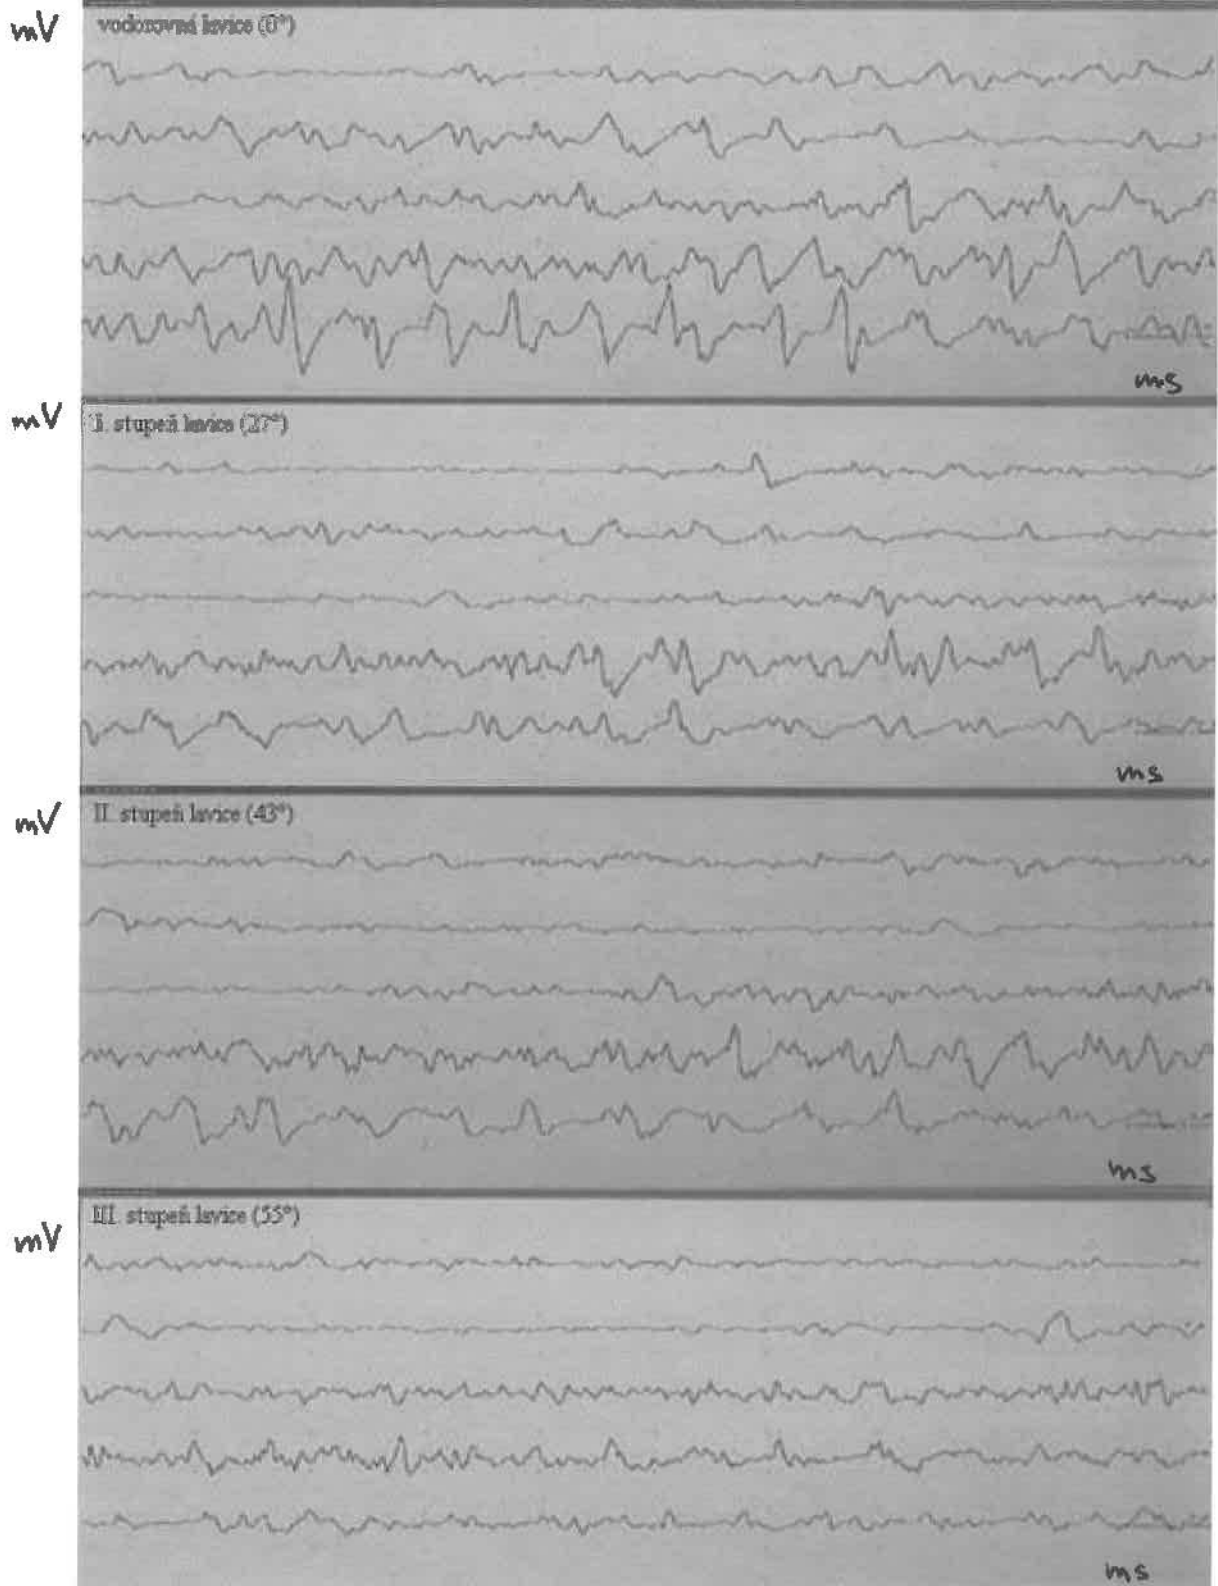 mV
vodorovná lavice (0°)
ms
mV
I. stupeň lavice (27°)
ms
mV
II. stupeň lavice (43°)
ms
mV
III. stupeň lavice (55°)
ms